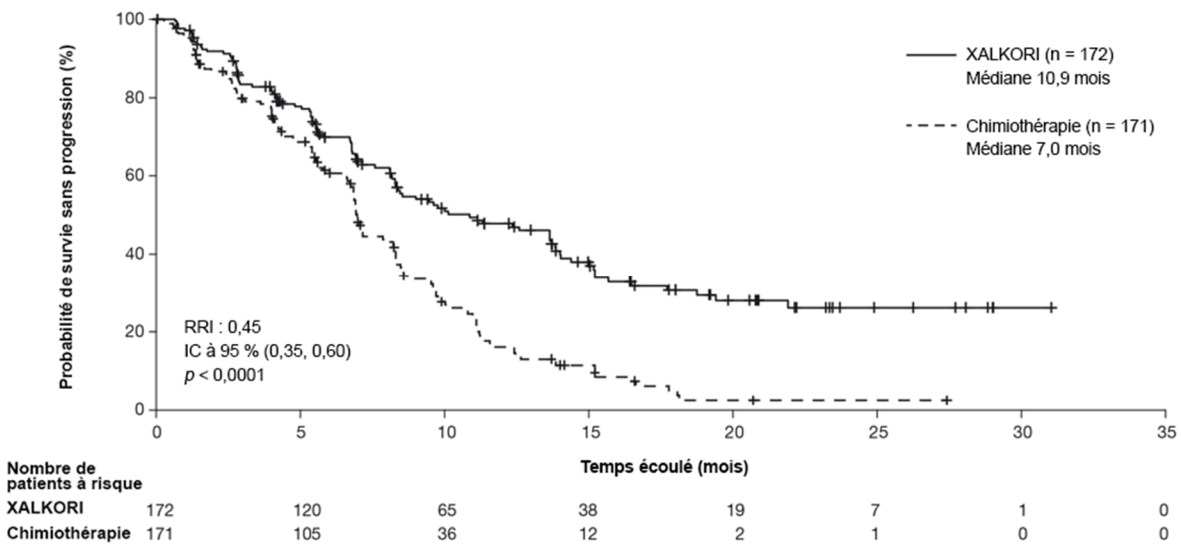 100
80
60
40
20
0
Probabilité de survie sans progression (%)
XALKORI (n = 172)
Médiane 10,9 mois
Chimiothérapie (n = 171)
Médiane 7,0 mois
RRI : 0,45
IC à 95 % (0,35, 0,60)
p < 0,0001
0 5 10 15 20 25 30 35
Temps écoulé (mois)
Nombre de
patients à risque
XALKORI 172 120 65 38 19 7 1 0
Chimiothérapie 171 105 36 12 2 1 0 0